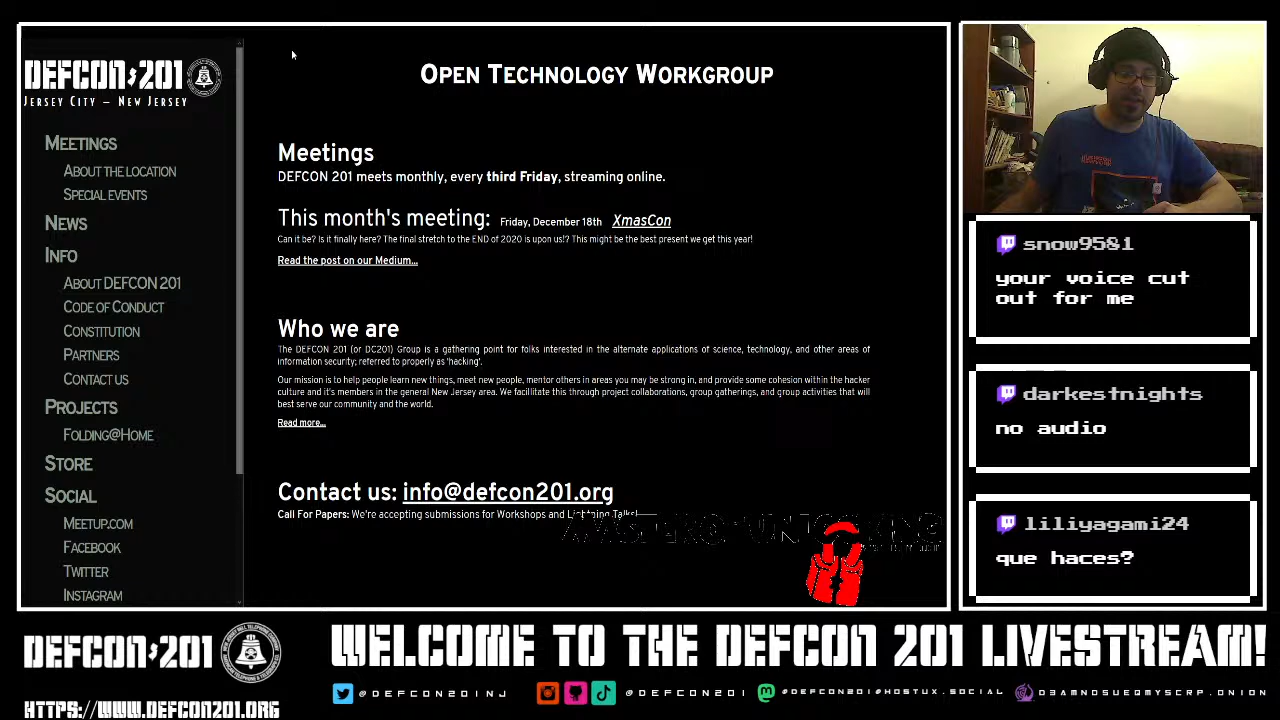 DEFCON 201
JERSEY CITY – NEW JERSEY
MEETINGS
ABOUT THE LOCATION
SPECIAL EVENTS
NEWS
INFO
ABOUT DEFCON 201
CODE OF CONDUCT
CONSTITUTION
PARTNERS
CONTACT US
PROJECTS
FOLDING@HOME
STORE
SOCIAL
MEETUP.COM
FACEBOOK
TWITTER
INSTAGRAM
OPEN TECHNOLOGY WORKGROUP
Meetings
DEFCON 201 meets monthly, every third Friday, streaming online.
This month's meeting: Friday, December 18th XmasCon
Can it be? Is it finally here? The final stretch to the END of 2020 is upon us!? This might be the best present we get this year!
Read the post on our Medium...
Who we are
The DEFCON 201 (or DC201) Group is a gathering point for folks interested in the alternate applications of science, technology, and other areas of
information security; referred to properly as 'hacking'.
Our mission is to help people learn new things, meet new people, mentor others in areas you may be strong in, and provide some cohesion within the hacker
culture and it's members in the general New Jersey area. We facilitate this through project collaborations, group gatherings, and group activities that will
best serve our community and the world.
Read more...
Contact us: info@defcon201.org
Call For Papers: We're accepting submissions for Workshops and Lightning Talks!
snow9581
your voice cut
out for me
darkestnights
no audio
liliyagami24
que haces?
DEFCON 201
HTTPS://WWW.DEFCON201.ORG
WELCOME TO THE DEFCON 201 LIVESTREAM!
@DEFCON201NJ
@DEFCON201
@DEFCON201@HOSTUX.SOCIAL